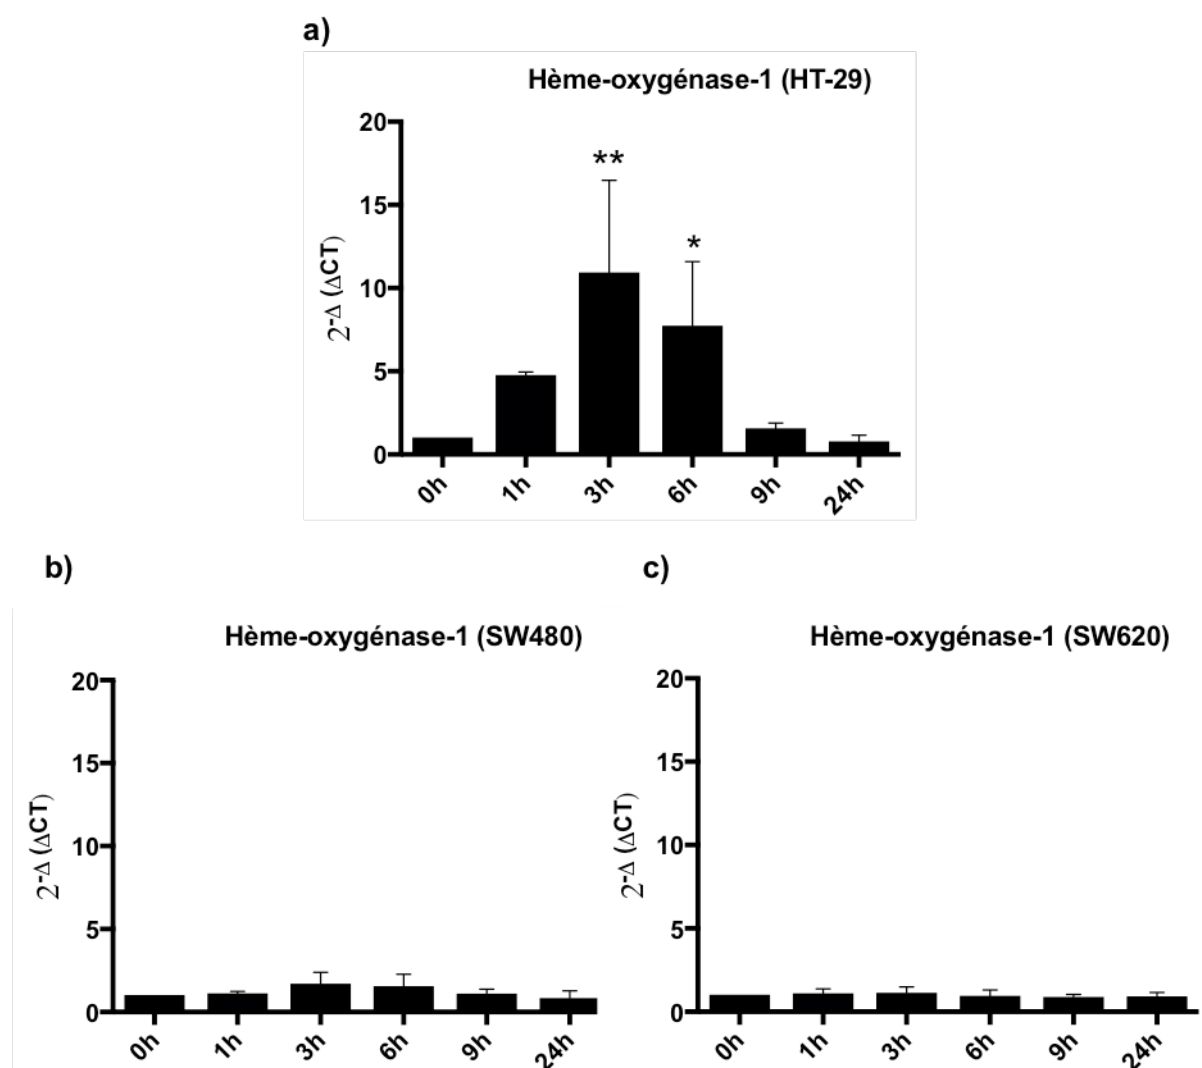 a)
Hème-oxygénase-1 (HT-29)
20
15
10
5
0
2-Δ (ΔCT)
**
*
0h
1h
3h
6h
9h
24h
b)
Hème-oxygénase-1 (SW480)
20
15
10
5
0
2-Δ (ΔCT)
0h
1h
3h
6h
9h
24h
c)
Hème-oxygénase-1 (SW620)
20
15
10
5
0
2-Δ (ΔCT)
0h
1h
3h
6h
9h
24h